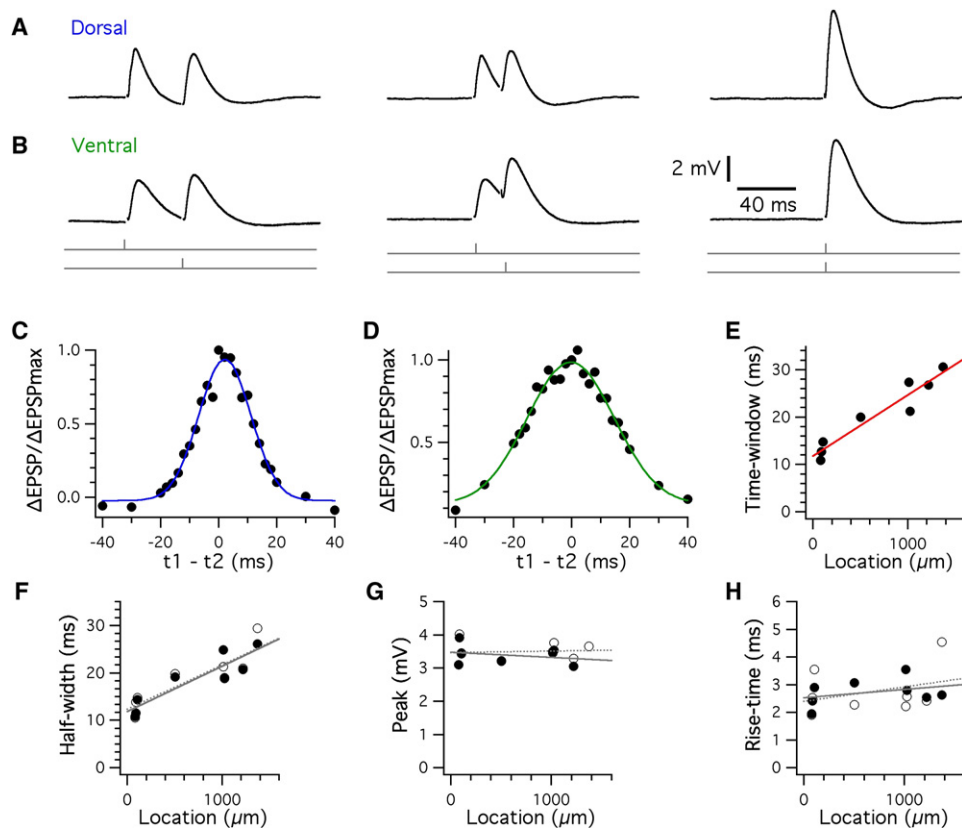 A
Dorsal
B
Ventral
2 mV
40 ms
C
ΔEPSP/ΔEPSPmax
1.0
0.5
0.0
-40
-20
0
20
40
t1 - t2 (ms)
D
ΔEPSP/ΔEPSPmax
1.0
0.5
-40
-20
0
20
40
t1 - t2 (ms)
E
Time-window (ms)
30
20
10
0
0
1000
Location (µm)
F
Half-width (ms)
30
20
10
0
0
1000
Location (µm)
G
Peak (mV)
5
4
3
2
1
0
0
1000
Location (µm)
H
Rise-time (ms)
6
5
4
3
2
1
0
0
1000
Location (µm)